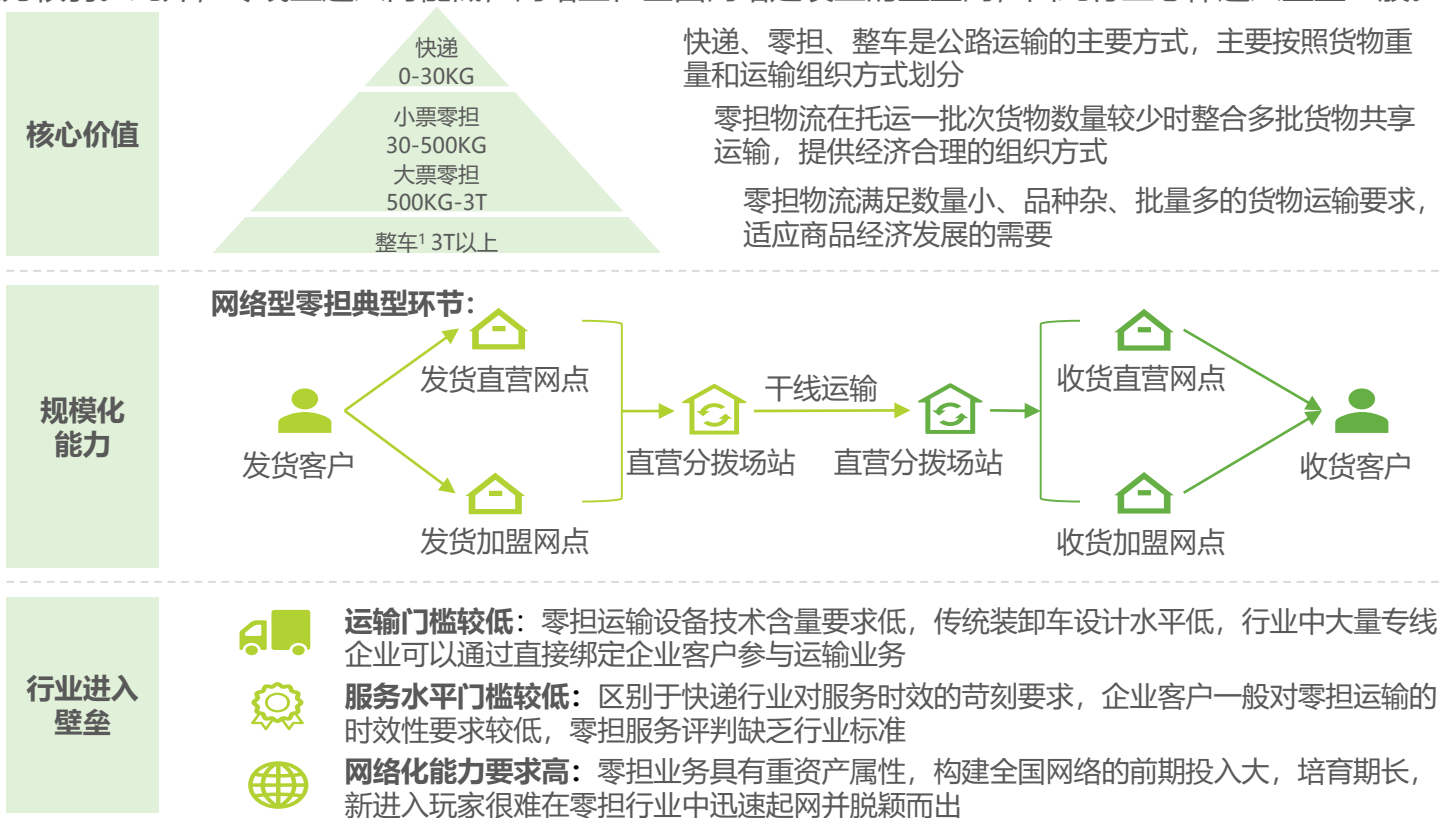 核心价值
快递
0-30KG
小票零担
30-500KG
大票零担
500KG-3T
整车¹ 3T以上
快递、零担、整车是公路运输的主要方式，主要按照货物重
量和运输组织方式划分
零担物流在托运一批次货物数量较少时整合多批货物共享
运输，提供经济合理的组织方式
零担物流满足数量小、品种杂、批量多的货物运输要求，
适应商品经济发展的需要
规模化
能力
网络型零担典型环节：
发货客户
发货直营网点
发货加盟网点
直营分拨场站
干线运输
直营分拨场站
收货直营网点
收货加盟网点
收货客户
行业进入
壁垒
运输门槛较低：零担运输设备技术含量要求低，传统装卸车设计水平低，行业中大量专线
企业可以通过直接绑定企业客户参与运输业务
服务水平门槛较低：区别于快递行业对服务时效的苛刻要求，企业客户一般对零担运输的
时效性要求较低，零担服务评判缺乏行业标准
网络化能力要求高：零担业务具有重资产属性，构建全国网络的前期投入大，培育期长，
新进入玩家很难在零担行业中迅速起网并脱颖而出